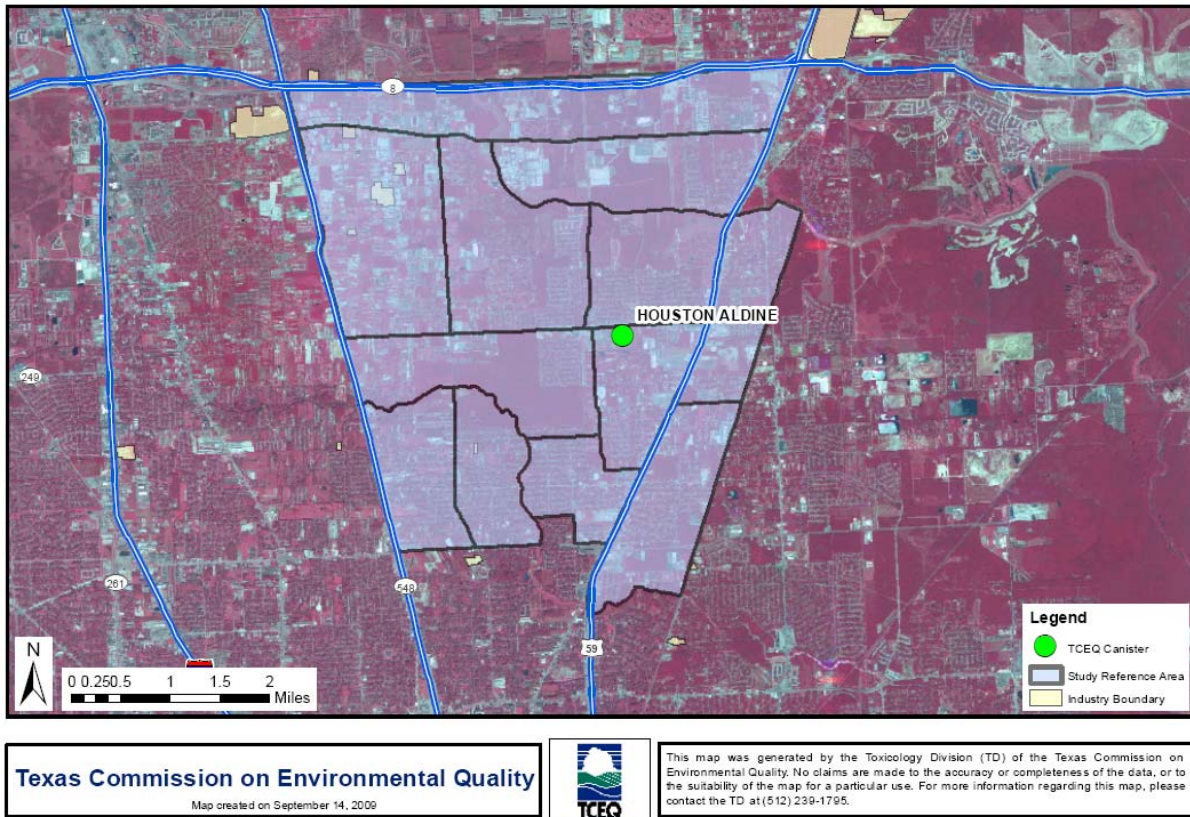 8
HOUSTON ALDINE
249
261
548
59
N
0 0.250.5 1 1.5 2
Miles
Legend
TCEQ Canister
Study Reference Area
Industry Boundary
Texas Commission on Environmental Quality
Map created on September 14, 2009
TCEQ
This map was generated by the Toxicology Division (TD) of the Texas Commission on
Environmental Quality. No claims are made to the accuracy or completeness of the data, or to
the suitability of the map for a particular use. For more information regarding this map, please
contact the TD at (512) 239-1795.